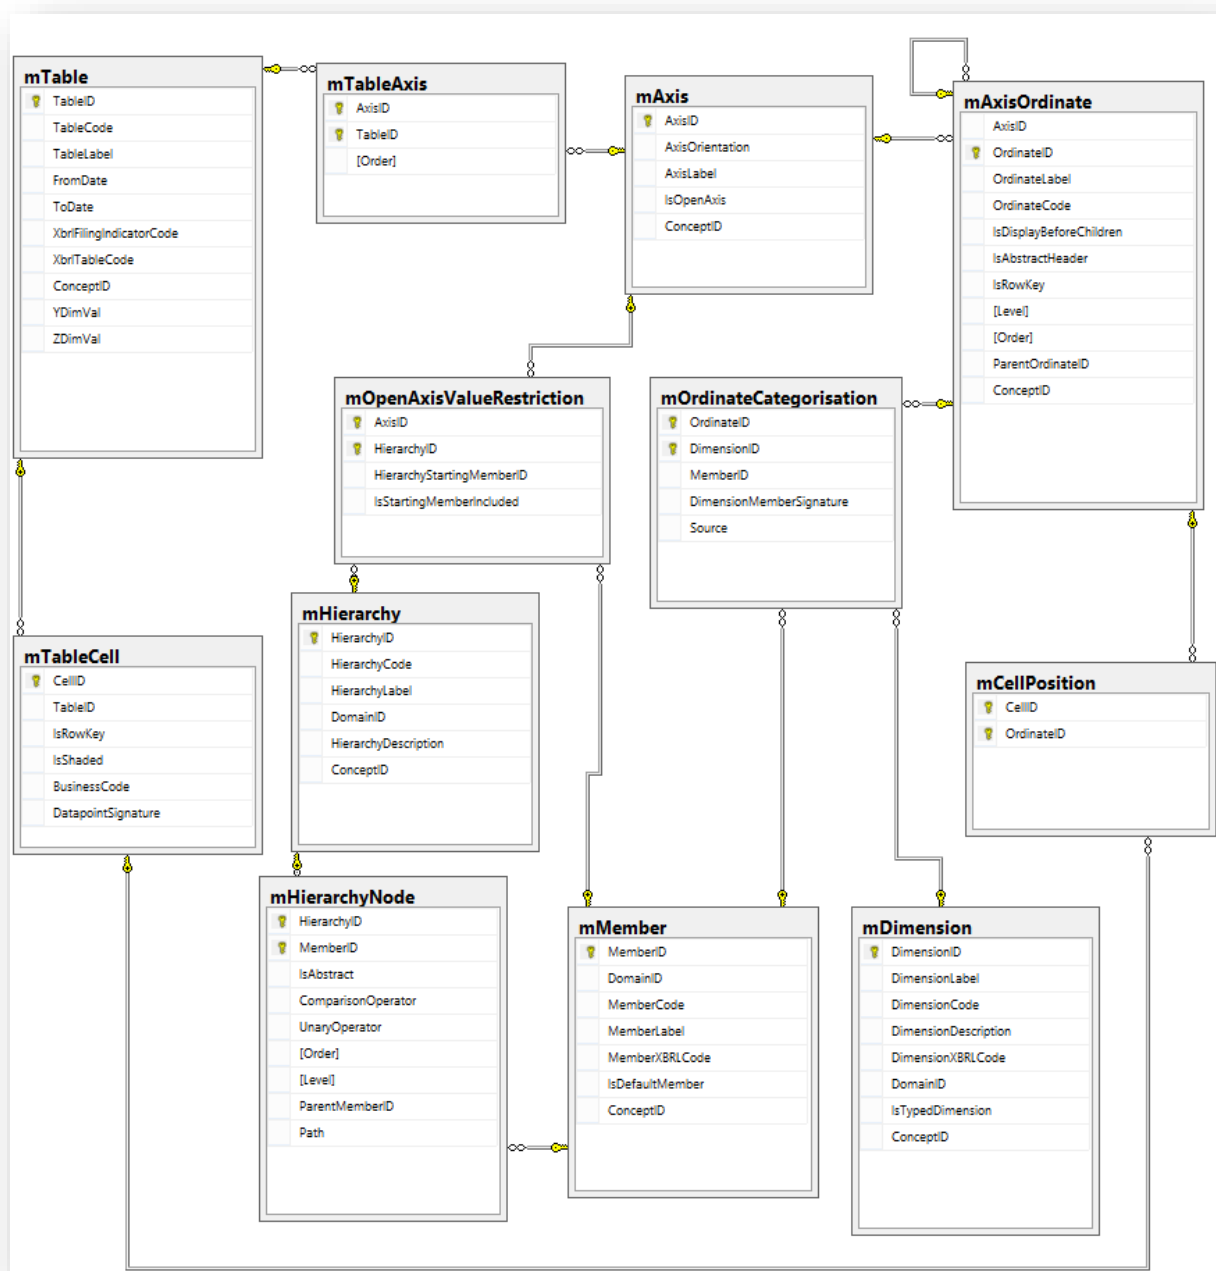 mTable
TableID
TableCode
TableLabel
FromDate
ToDate
XbrlFilingIndicatorCode
XbrlTableCode
ConceptID
YDimVal
ZDimVal
mTableAxis
AxisID
TableID
[Order]
mAxis
AxisID
AxisOrientation
AxisLabel
IsOpenAxis
ConceptID
mAxisOrdinate
AxisID
OrdinateID
OrdinateLabel
OrdinateCode
IsDisplayBeforeChildren
IsAbstractHeader
IsRowKey
[Level]
[Order]
ParentOrdinateID
ConceptID
mOpenAxisValueRestriction
AxisID
HierarchyID
HierarchyStartingMemberID
IsStartingMemberIncluded
mOrdinateCategorisation
OrdinateID
DimensionID
MemberID
DimensionMemberSignature
Source
mHierarchy
HierarchyID
HierarchyCode
HierarchyLabel
DomainID
HierarchyDescription
ConceptID
mTableCell
CellID
TableID
IsRowKey
IsShaded
BusinessCode
DatapointSignature
mCellPosition
CellID
OrdinateID
mHierarchyNode
HierarchyID
MemberID
IsAbstract
ComparisonOperator
UnaryOperator
[Order]
[Level]
ParentMemberID
Path
mMember
MemberID
DomainID
MemberCode
MemberLabel
MemberXBRLCode
IsDefaultMember
ConceptID
mDimension
DimensionID
DimensionLabel
DimensionCode
DimensionDescription
DimensionXBRLCode
DomainID
IsTypedDimension
ConceptID